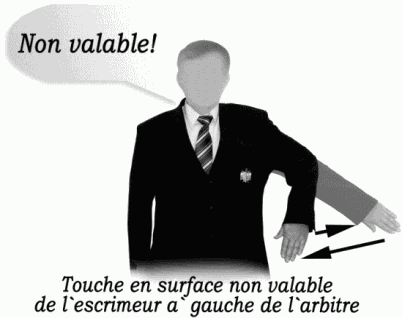 Non valable!
Touche en surface non valable
de l`escrimeur a` gauche de l`arbitre